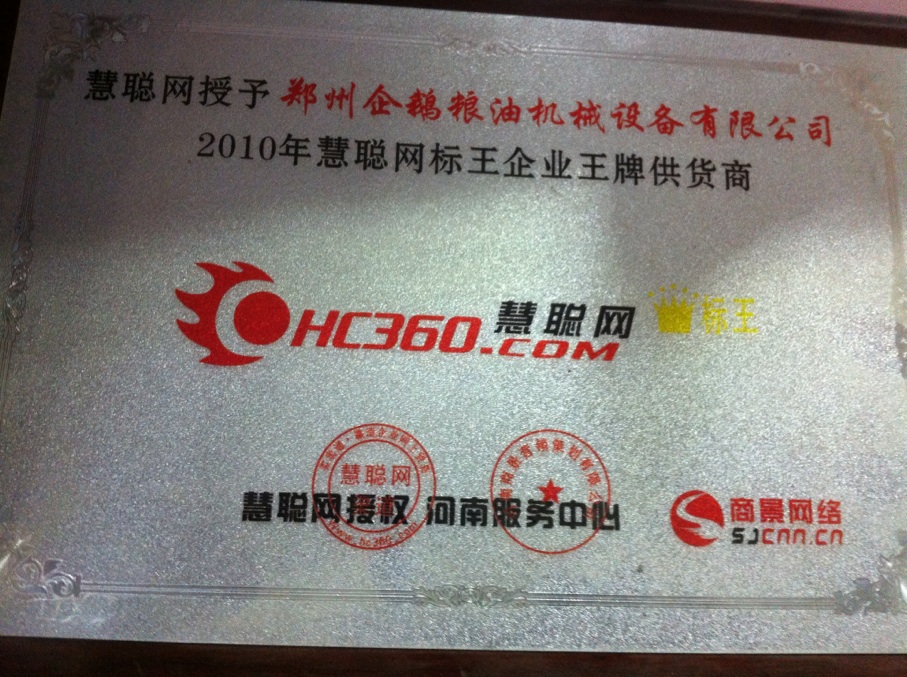 慧聪网授予 郑州企鹅粮油机械设备有限公司
2010年慧聪网标王企业王牌供货商
HC360.COM 慧聪网 标王
慧聪网
慧聪网授权 河南服务中心
商景网络
SJCNN.CN